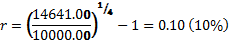 r = (14641.00/10000.00)^1/4 − 1 = 0.10 (10%)